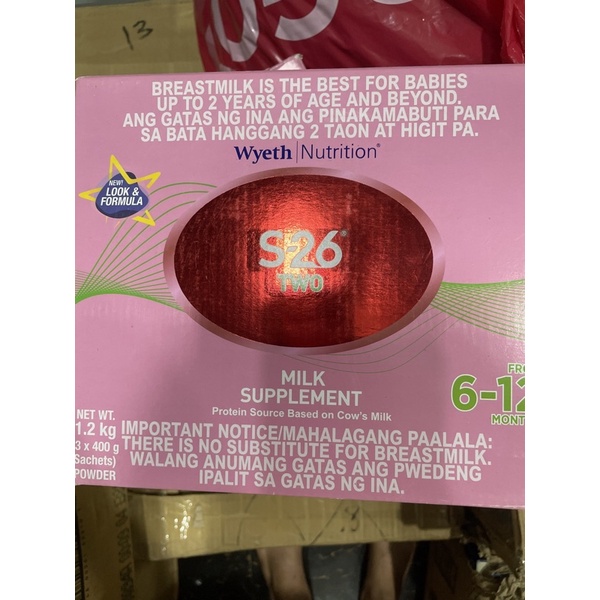 13
BREASTMILK IS THE BEST FOR BABIES
UP TO 2 YEARS OF AGE AND BEYOND.
ANG GATAS NG INA ANG PINAKAMABUTI PARA
SA BATA HANGGANG 2 TAON AT HIGIT PA.
Wyeth | Nutrition®
NEW!
LOOK &
FORMULA
S-26®
TWO
MILK
SUPPLEMENT
Protein Source Based on Cow's Milk
6-12
NET WT.
1.2 kg
3 x 400 g
Sachets)
POWDER
IMPORTANT NOTICE/MAHALAGANG PAALALA:
THERE IS NO SUBSTITUTE FOR BREASTMILK.
WALANG ANUMANG GATAS ANG PWEDENG
IPALIT SA GATAS NG INA.